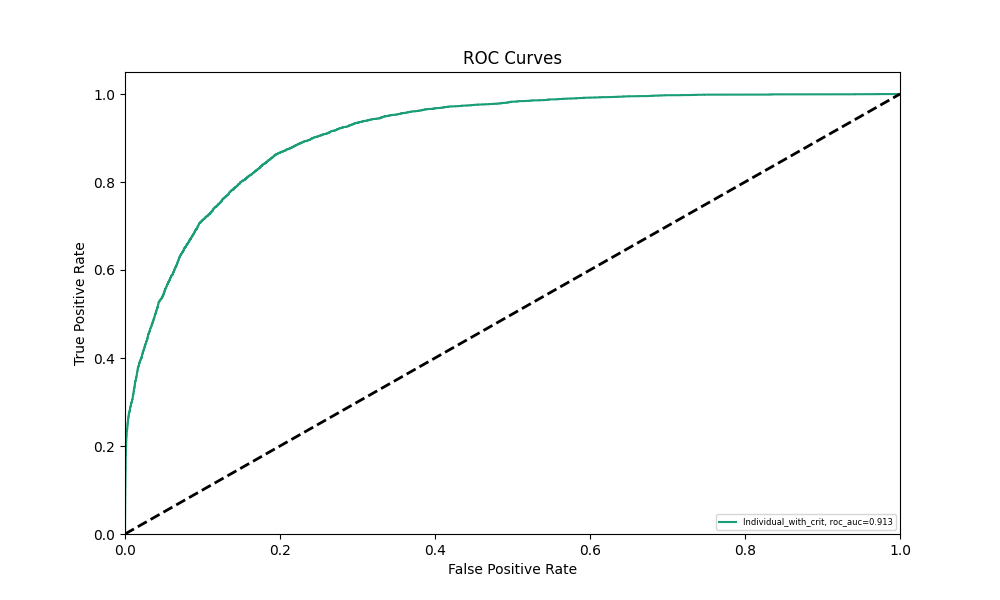 ROC Curves
True Positive Rate
1.0
0.8
0.6
0.4
0.2
0.0
0.0 0.2 0.4 0.6 0.8 1.0
False Positive Rate
Individual_with_crit, roc_auc=0.913